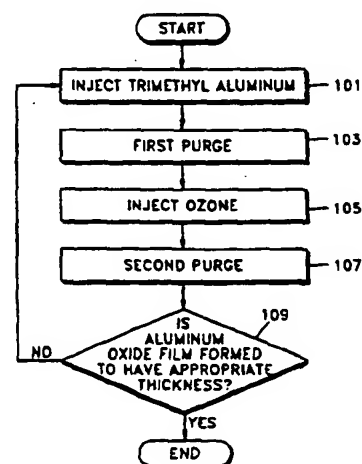 START
INJECT TRIMETHYL ALUMINUM
101
FIRST PURGE
103
INJECT OZONE
105
SECOND PURGE
107
109
IS
ALUMINUM
OXIDE FILM FORMED
TO HAVE APPROPRIATE
THICKNESS?
NO
YES
END